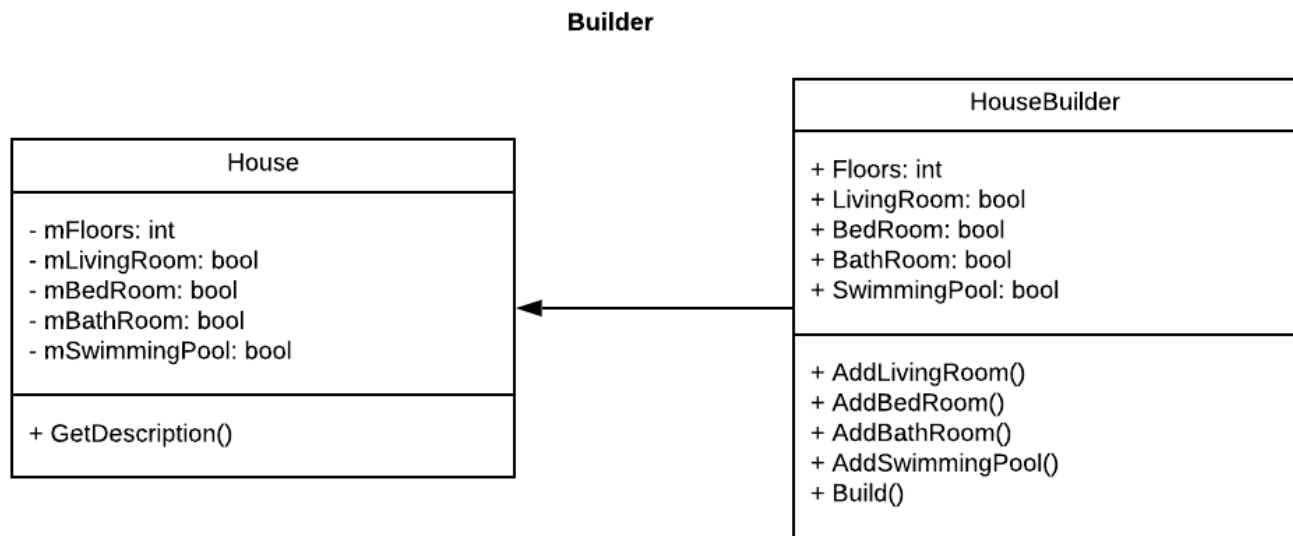 Builder
House
- mFloors: int
- mLivingRoom: bool
- mBedRoom: bool
- mBathRoom: bool
- mSwimmingPool: bool
+ GetDescription()
HouseBuilder
+ Floors: int
+ LivingRoom: bool
+ BedRoom: bool
+ BathRoom: bool
+ SwimmingPool: bool
+ AddLivingRoom()
+ AddBedRoom()
+ AddBathRoom()
+ AddSwimmingPool()
+ Build()